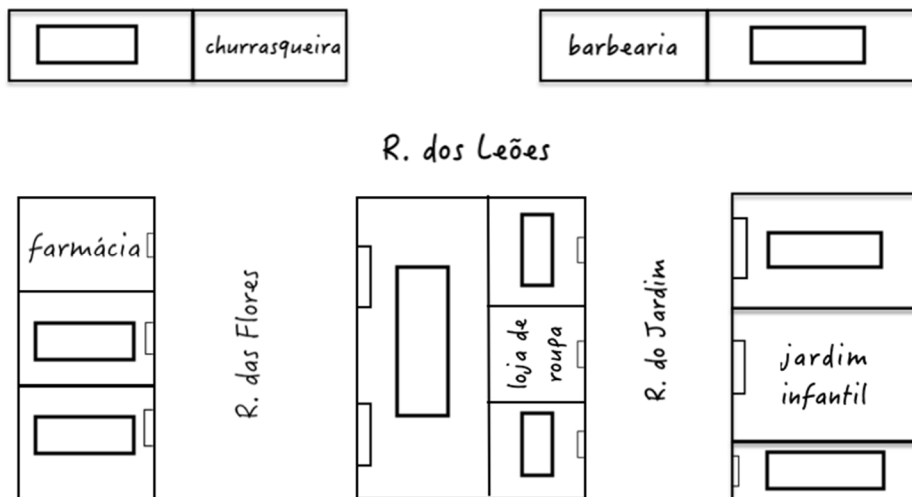 churrasqueira
barbearia
R. dos Leões
farmácia
R. das Flores
loja de
roupa
R. do Jardim
jardim
infantil